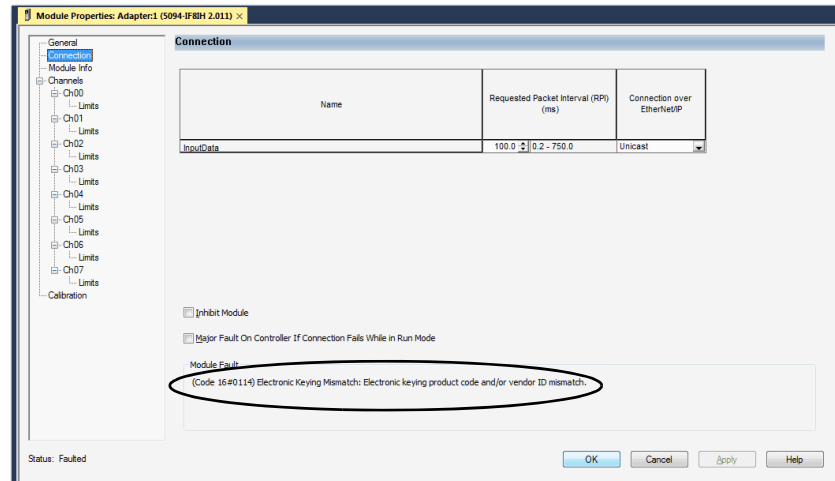 Module Properties: Adapter:1 (5094-IF8IH 2.011) ×
General
Connection
Module Info
Channels
Ch00
Limits
Ch01
Limits
Ch02
Limits
Ch03
Limits
Ch04
Limits
Ch05
Limits
Ch06
Limits
Ch07
Limits
Calibration
Connection
Name
Requested Packet Interval (RPI)
(ms)
Connection over
EtherNet/IP
InputData
100.0
0.2 - 750.0
Unicast
Inhibit Module
Major Fault On Controller If Connection Fails While in Run Mode
Module Fault
(Code 16#0114) Electronic Keying Mismatch: Electronic keying product code and/or vendor ID mismatch.
Status: Faulted
OK
Cancel
Apply
Help